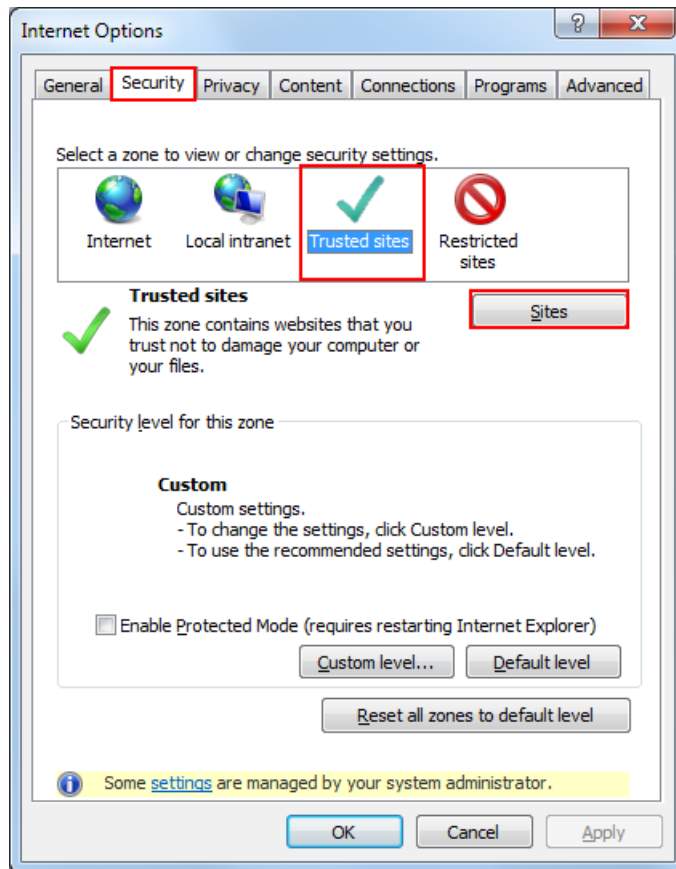 Internet Options
General Security Privacy Content Connections Programs Advanced
Select a zone to view or change security settings.
Internet Local intranet Trusted sites Restricted sites
Trusted sites
Sites
This zone contains websites that you
trust not to damage your computer or
your files.
Security level for this zone
Custom
Custom settings.
- To change the settings, click Custom level.
- To use the recommended settings, click Default level.
Enable Protected Mode (requires restarting Internet Explorer)
Custom level... Default level
Reset all zones to default level
Some settings are managed by your system administrator.
OK Cancel Apply